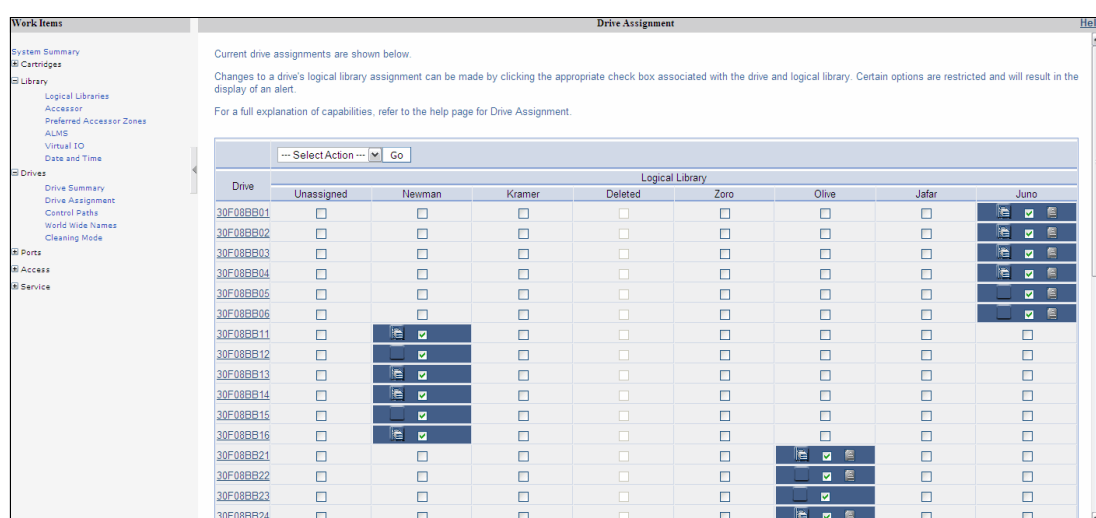 Work Items
Drive Assignment
Hel
System Summary
Cartridges
Library
Logical Libraries
Accessor
Preferred Accessor Zones
ALMS
Virtual IO
Date and Time
Drives
Drive Summary
Drive Assignment
Control Paths
World Wide Names
Cleaning Mode
Ports
Access
Service
Current drive assignments are shown below.
Changes to a drive's logical library assignment can be made by clicking the appropriate check box associated with the drive and logical library. Certain options are restricted and will result in the
display of an alert.
For a full explanation of capabilities, refer to the help page for Drive Assignment.
--- Select Action --- Go
Drive
Logical Library
Unassigned Newman Kramer Deleted Zoro Olive Jafar Juno
30F08BB01
30F08BB02
30F08BB03
30F08BB04
30F08BB05
30F08BB06
30F08BB11
30F08BB12
30F08BB13
30F08BB14
30F08BB15
30F08BB16
30F08BB21
30F08BB22
30F08BB23
30F08BB24